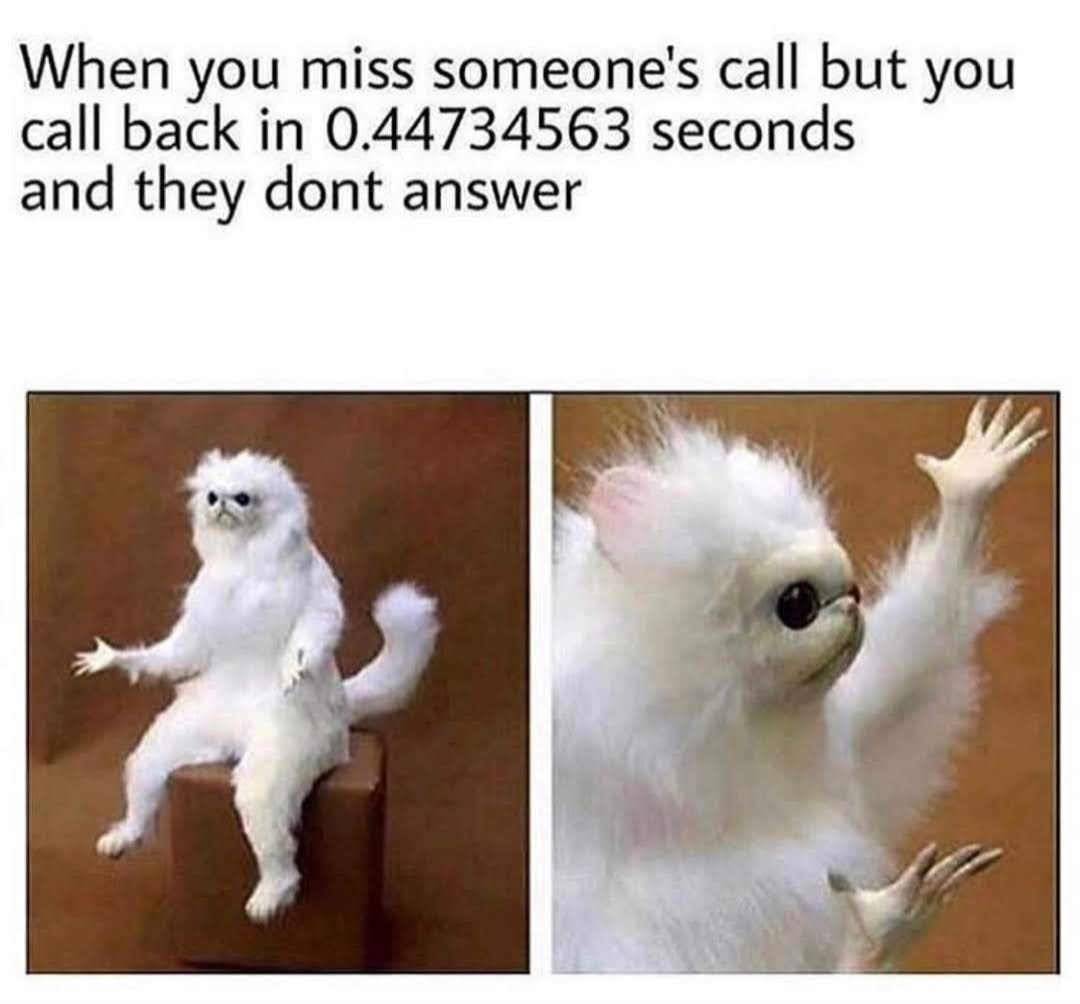 When you miss someone's call but you
call back in 0.44734563 seconds
and they dont answer